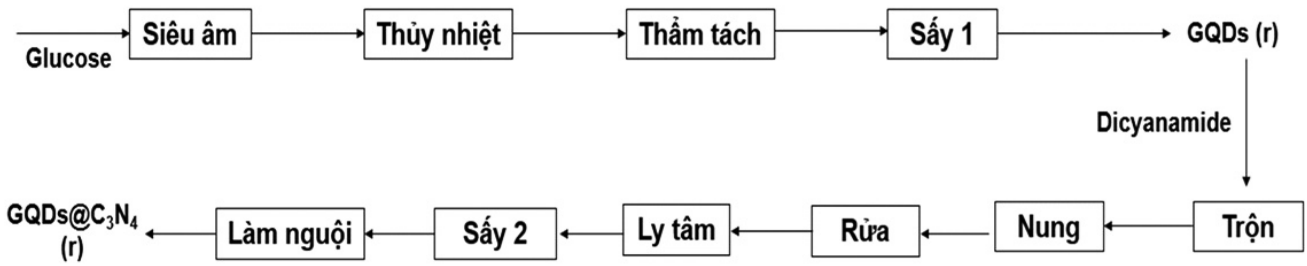 Glucose
Siêu âm
Thủy nhiệt
Thẩm tách
Sấy 1
GQDs (r)
Dicyanamide
Trộn
Nung
Rửa
Ly tâm
Sấy 2
Làm nguội
GQDs@C₃N₄
(r)